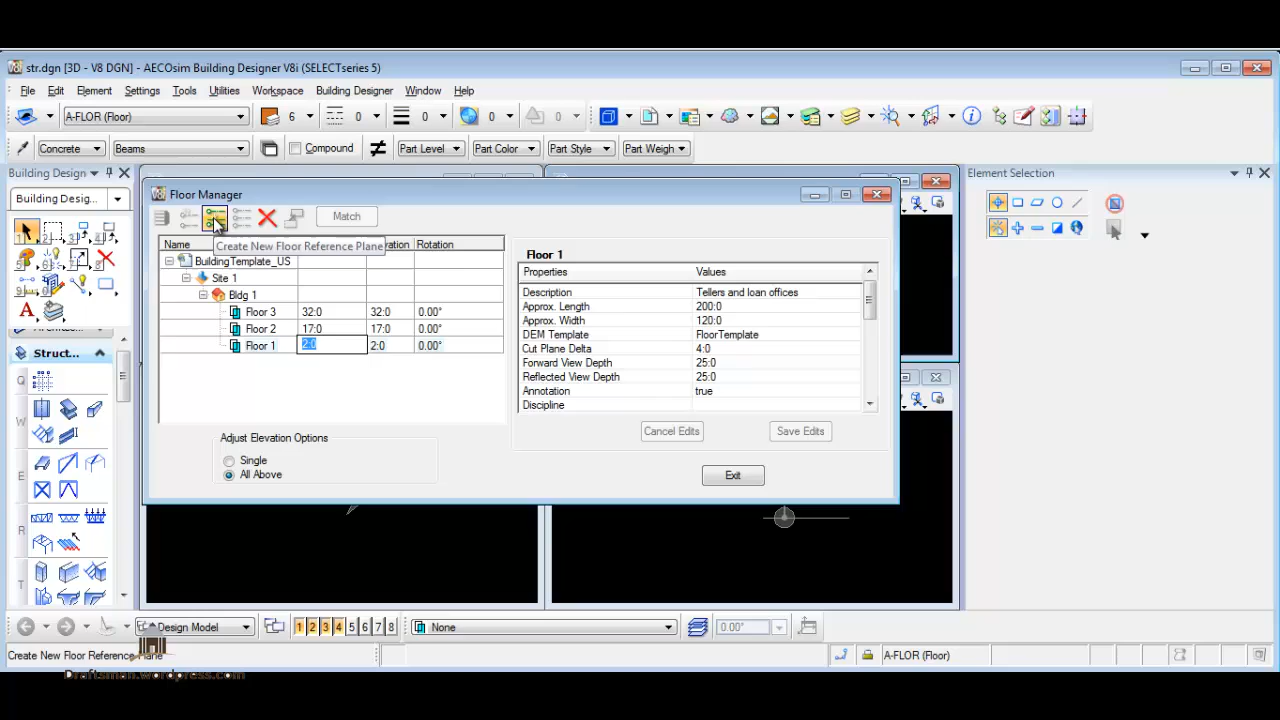 str.dgn [3D - V8 DGN] - AECOsim Building Designer V8i (SELECTseries 5)
File Edit Element Settings Tools Utilities Workspace Building Designer Window Help
A-FLOR (Floor) 6 0 0 0 0
Concrete Beams Compound Part Level Part Color Part Style Part Weigh
Building Des
Building Desig...
Struct...
Q
W
E
R
T
Floor Manager
Match
Create New Floor Reference Plane
Name Rotation
BuildingTemplate_US
Site 1
Bldg 1
Floor 3 32:0 32:0 0.00°
Floor 2 17:0 17:0 0.00°
Floor 1 2:0 2:0 0.00°
Adjust Elevation Options
Single
All Above
Floor 1
Properties Values
Description Tellers and loan offices
Approx. Length 200:0
Approx. Width 120:0
DEM Template FloorTemplate
Cut Plane Delta 4:0
Forward View Depth 25:0
Reflected View Depth 25:0
Annotation true
Discipline
Cancel Edits Save Edits
Exit
Element Selection
Design Model 1 2 3 4 5 6 7 8 None 0.00°
Create New Floor Reference Plane A-FLOR (Floor)
Draftsman.wordpress.com